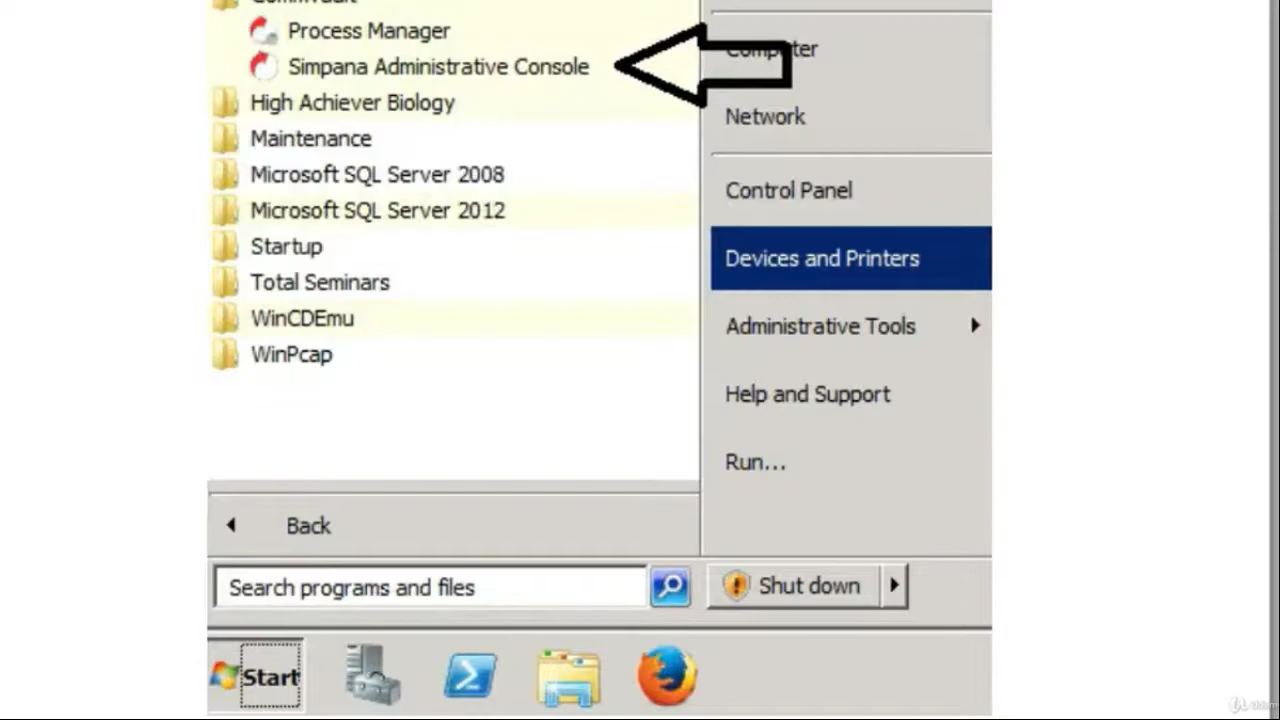 CommVault
Process Manager
Simpana Administrative Console
High Achiever Biology
Maintenance
Microsoft SQL Server 2008
Microsoft SQL Server 2012
Startup
Total Seminars
WinCDEmu
WinPcap
Back
Search programs and files
Computer
Network
Control Panel
Devices and Printers
Administrative Tools
Help and Support
Run...
Shut down
Start